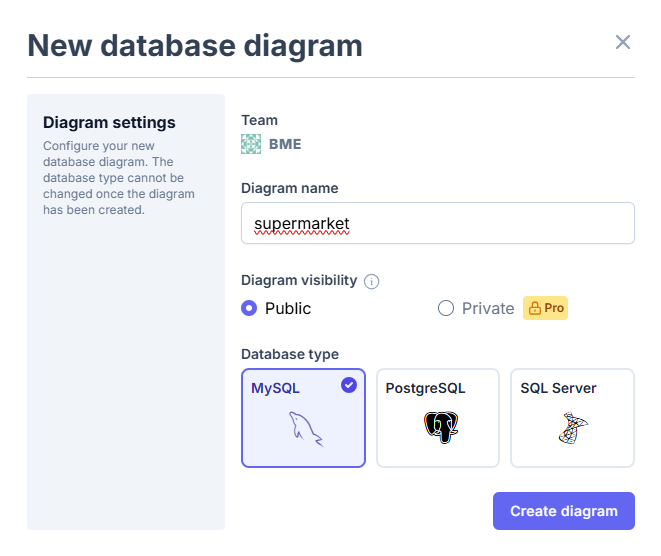 New database diagram
Diagram settings
Configure your new
database diagram. The
database type cannot be
changed once the diagram
has been created.
Team
BME
Diagram name
supermarket
Diagram visibility
Public
Private Pro
Database type
MySQL
PostgreSQL
SQL Server
Create diagram